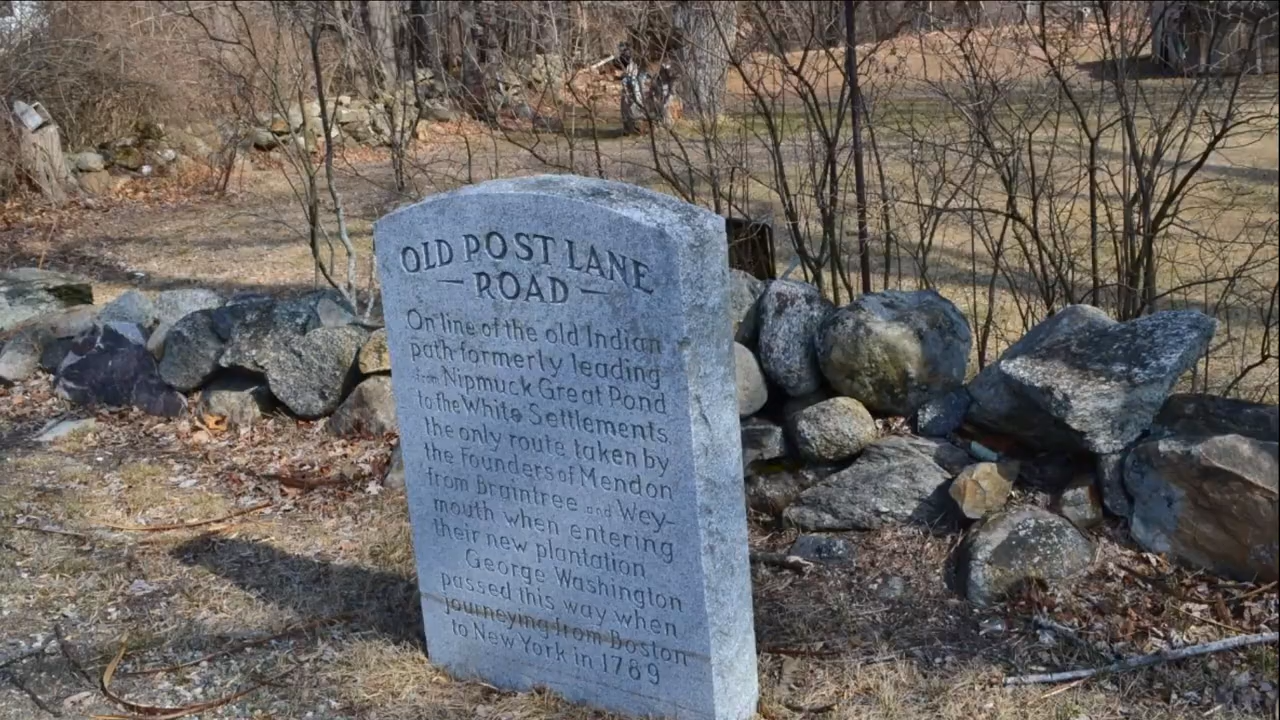 OLD POST LANE
— ROAD —
On line of the old Indian
path formerly leading
from Nipmuck Great Pond
to the White Settlements
the only route taken by
the Founders of Mendon
from Braintree and Wey-
mouth when entering
their new plantation
George Washington
passed this way when
journeying from Boston
to New York in 1789